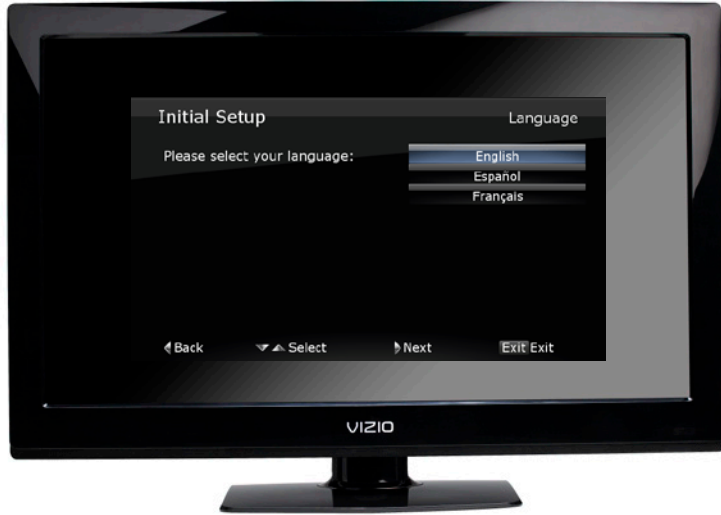 Initial Setup Language
Please select your language: English
Español
Français
Back Select Next Exit Exit
VIZIO